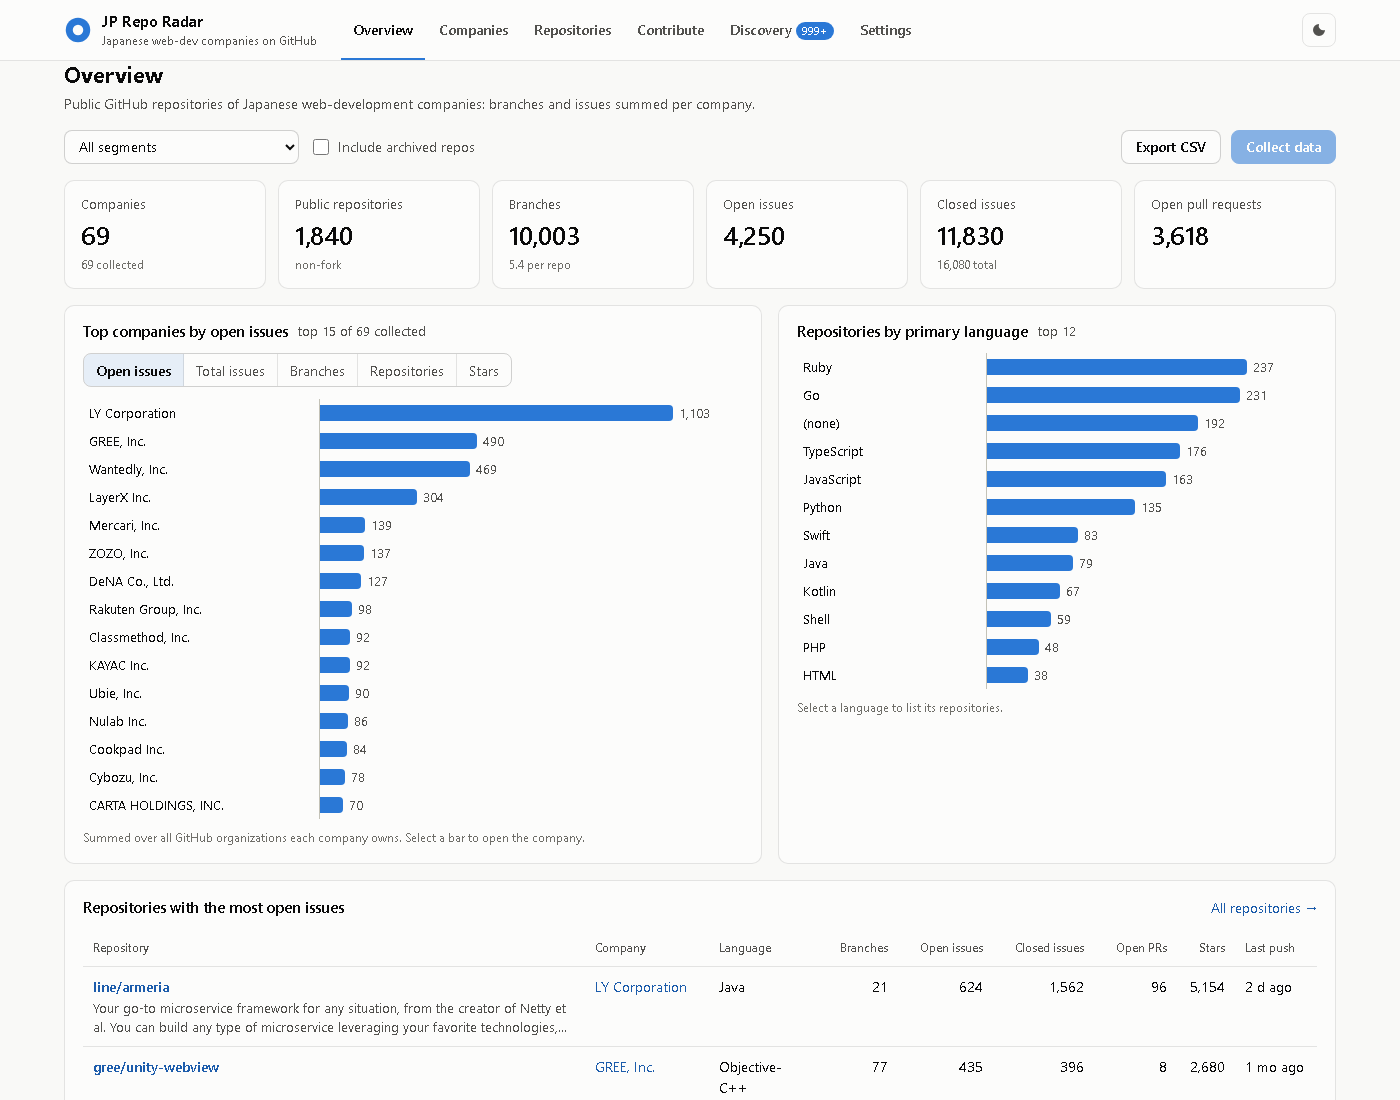 JP Repo Radar
Japanese web-dev companies on GitHub
Overview
Companies
Repositories
Contribute
Discovery 999+
Settings
Overview
Public GitHub repositories of Japanese web-development companies: branches and issues summed per company.
All segments
Include archived repos
Export CSV
Collect data
Companies
69
69 collected
Public repositories
1,840
non-fork
Branches
10,003
5.4 per repo
Open issues
4,250
Closed issues
11,830
16,080 total
Open pull requests
3,618
Top companies by open issues top 15 of 69 collected
Open issues
Total issues
Branches
Repositories
Stars
LY Corporation 1,103
GREE, Inc. 490
Wantedly, Inc. 469
LayerX Inc. 304
Mercari, Inc. 139
ZOZO, Inc. 137
DeNA Co., Ltd. 127
Rakuten Group, Inc. 98
Classmethod, Inc. 92
KAYAC Inc. 92
Ubie, Inc. 90
Nulab Inc. 86
Cookpad Inc. 84
Cybozu, Inc. 78
CARTA HOLDINGS, INC. 70
Summed over all GitHub organizations each company owns. Select a bar to open the company.
Repositories by primary language top 12
Ruby 237
Go 231
(none) 192
TypeScript 176
JavaScript 163
Python 135
Swift 83
Java 79
Kotlin 67
Shell 59
PHP 48
HTML 38
Select a language to list its repositories.
Repositories with the most open issues
All repositories →
Repository Company Language Branches Open issues Closed issues Open PRs Stars Last push
line/armeria LY Corporation Java 21 624 1,562 96 5,154 2 d ago
Your go-to microservice framework for any situation, from the creator of Netty et
al. You can build any type of microservice leveraging your favorite technologies,...
gree/unity-webview GREE, Inc. Objective- 77 435 396 8 2,680 1 mo ago
C++